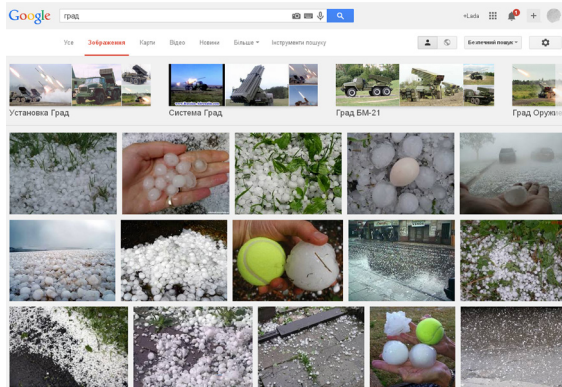 Google град +Lada
Усе Зображення Карти Відео Новини Більше Інструменти пошуку Безпечний пошук
Установка Град Система Град Град БМ-21 Град Оружие